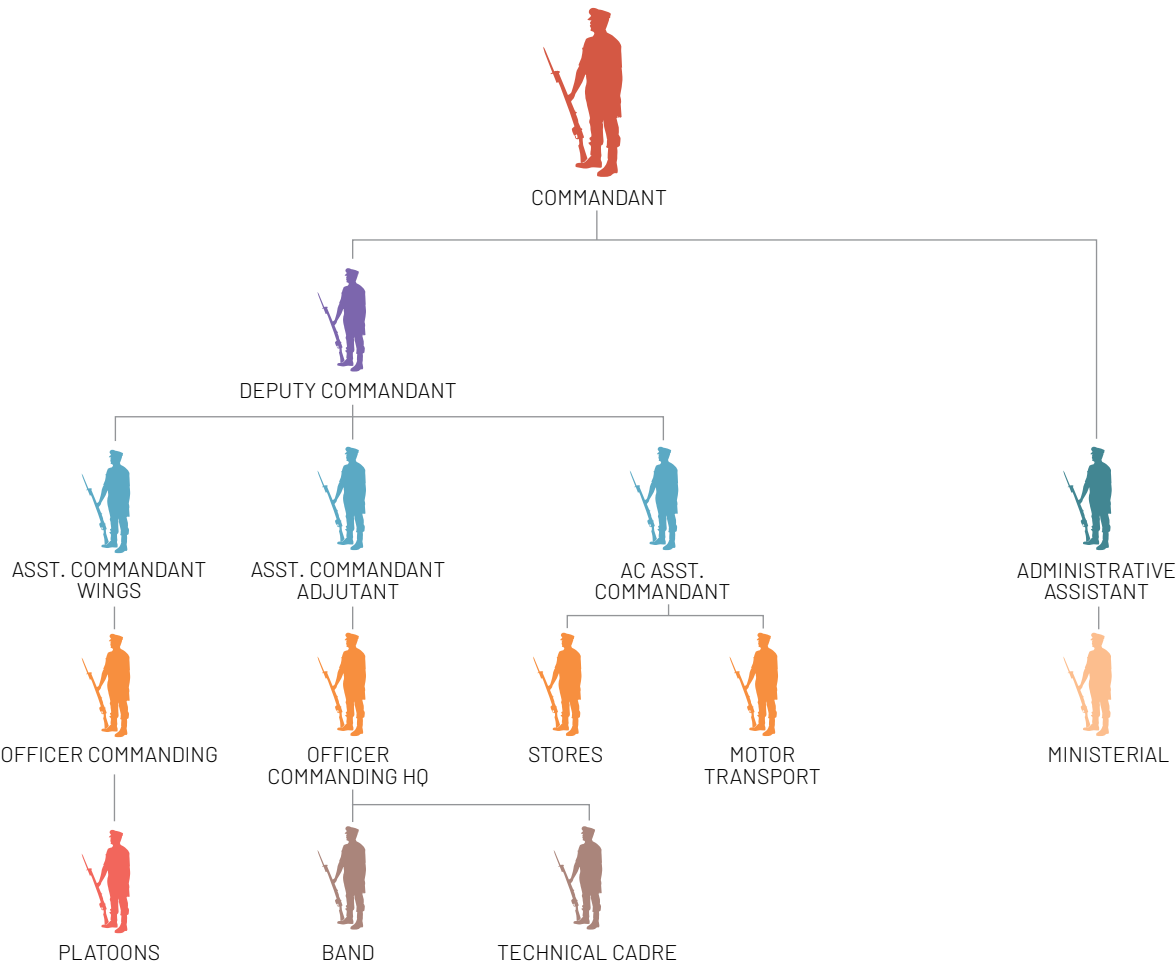 COMMANDANT
DEPUTY COMMANDANT
ASST. COMMANDANT
WINGS
ASST. COMMANDANT
ADJUTANT
AC ASST.
COMMANDANT
ADMINISTRATIVE
ASSISTANT
OFFICER COMMANDING
OFFICER
COMMANDING HQ
STORES
MOTOR
TRANSPORT
MINISTERIAL
PLATOONS
BAND
TECHNICAL CADRE